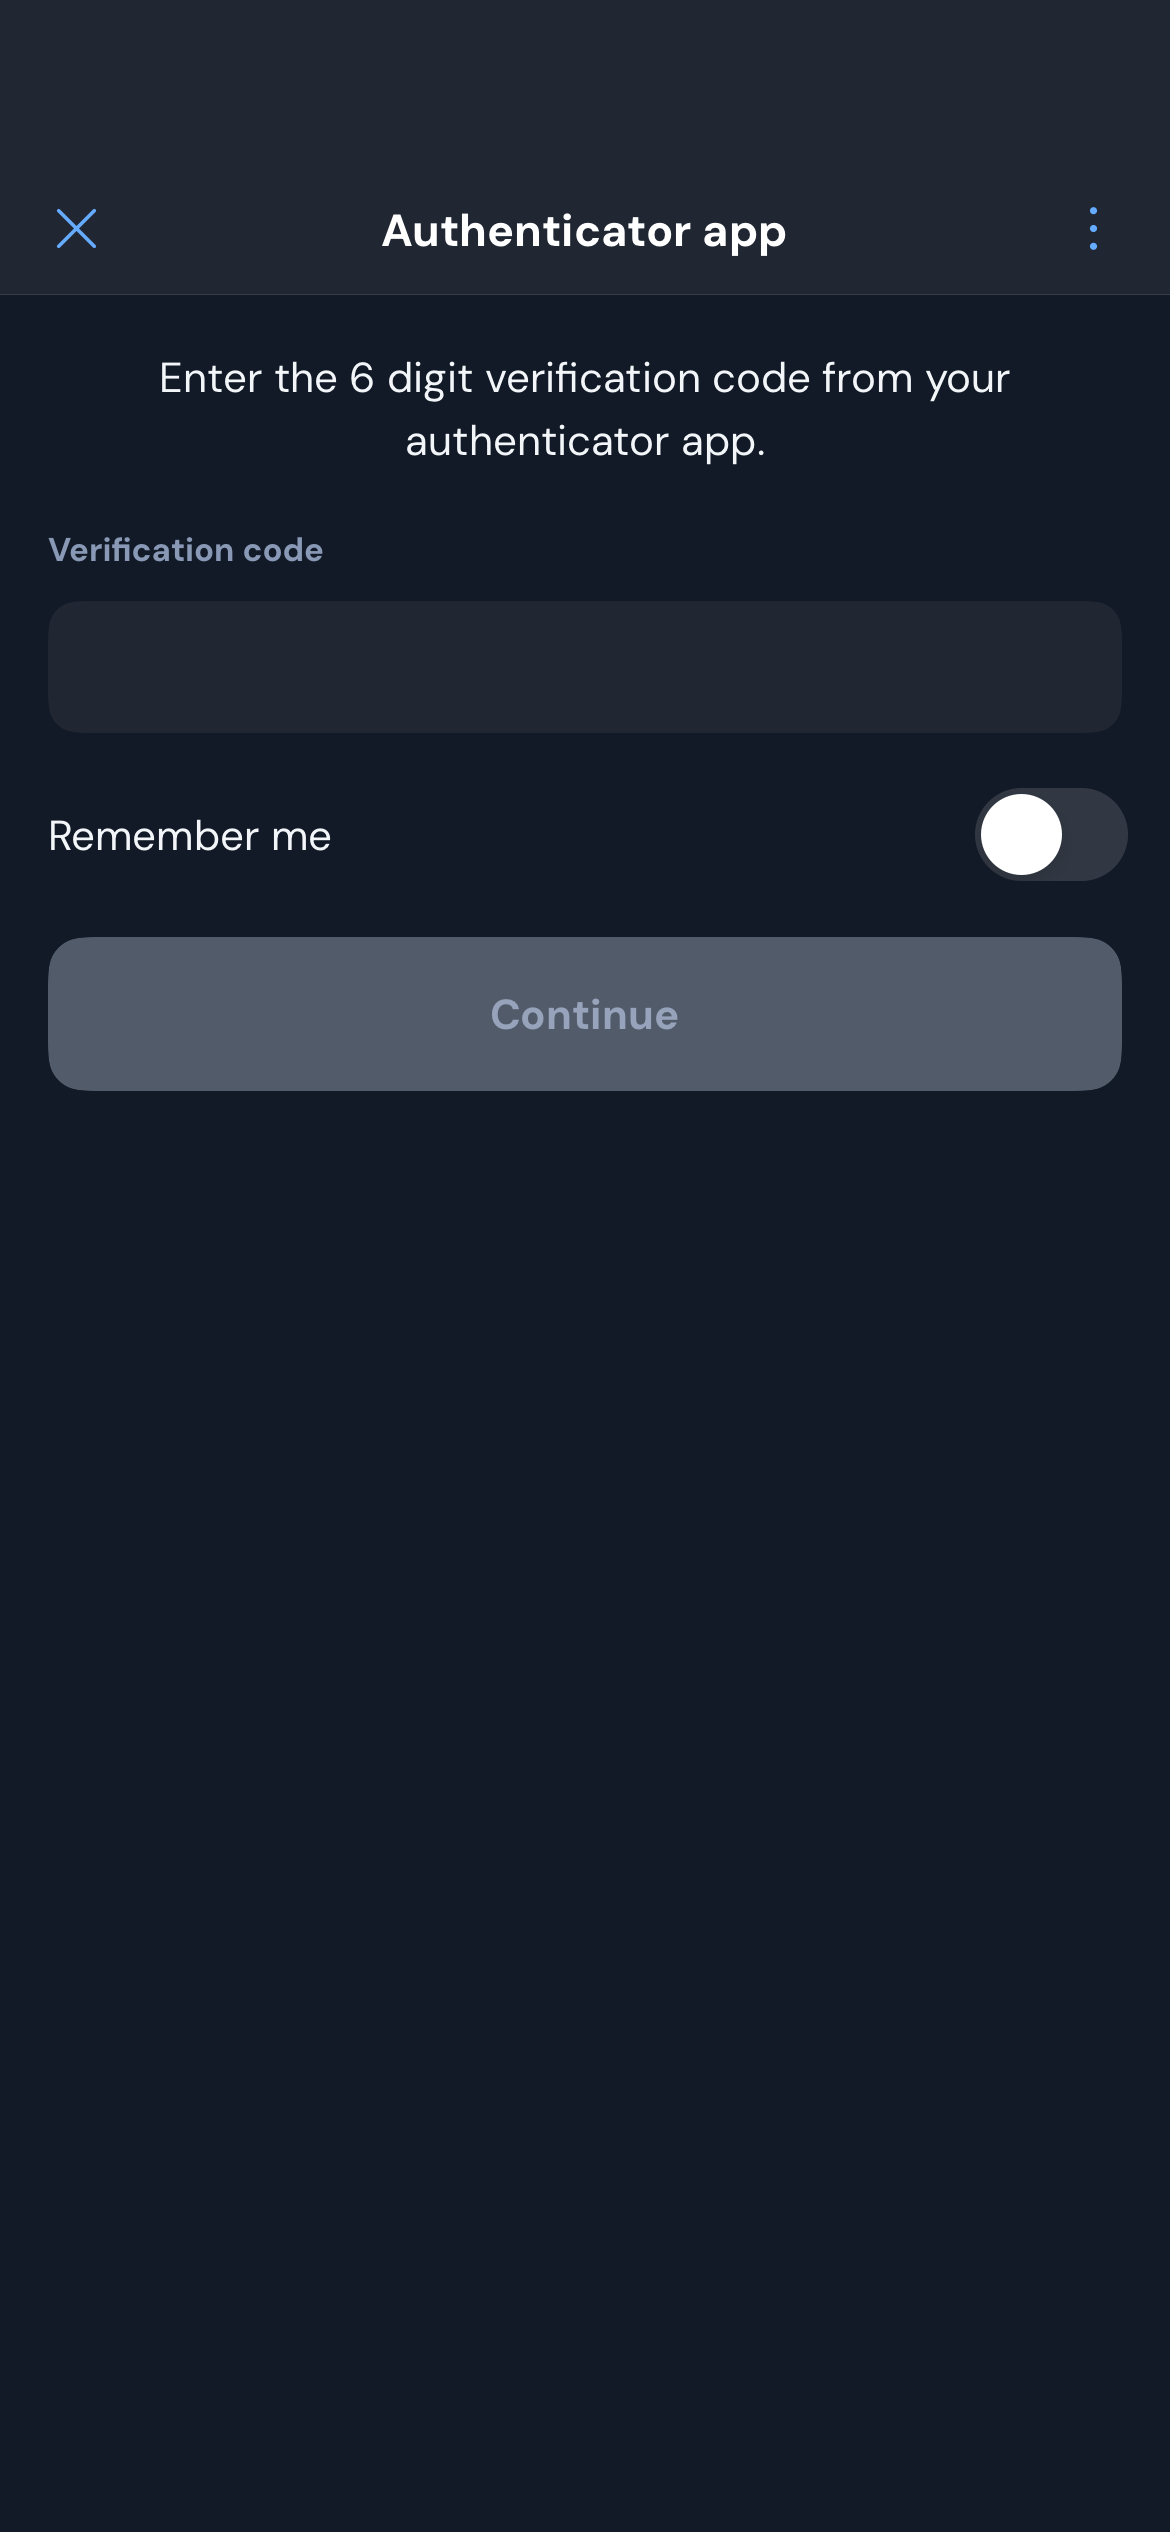 Authenticator app
Enter the 6 digit verification code from your
authenticator app.
Verification code
Remember me
Continue